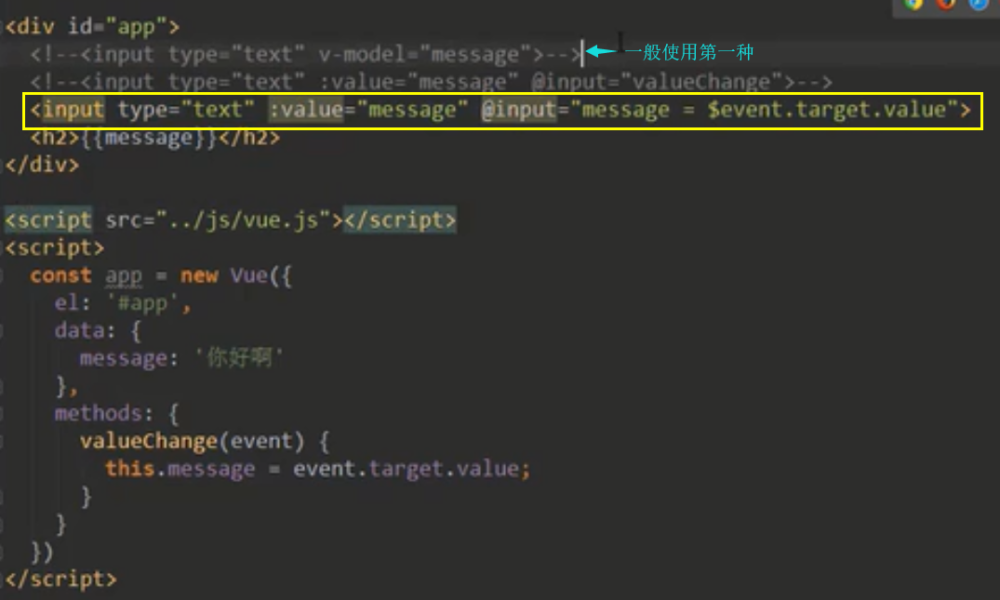 <div id="app">
<!--<input type="text" v-model="message">--> 一般使用第一种
<!--<input type="text" :value="message" @input="valueChange">-->
<input type="text" :value="message" @input="message = $event.target.value">
<h2>{{message}}</h2>
</div>
<script src="../js/vue.js"></script>
<script>
const app = new Vue({
el: '#app',
data: {
message: '你好啊'
},
methods: {
valueChange(event) {
this.message = event.target.value;
}
}
})
</script>